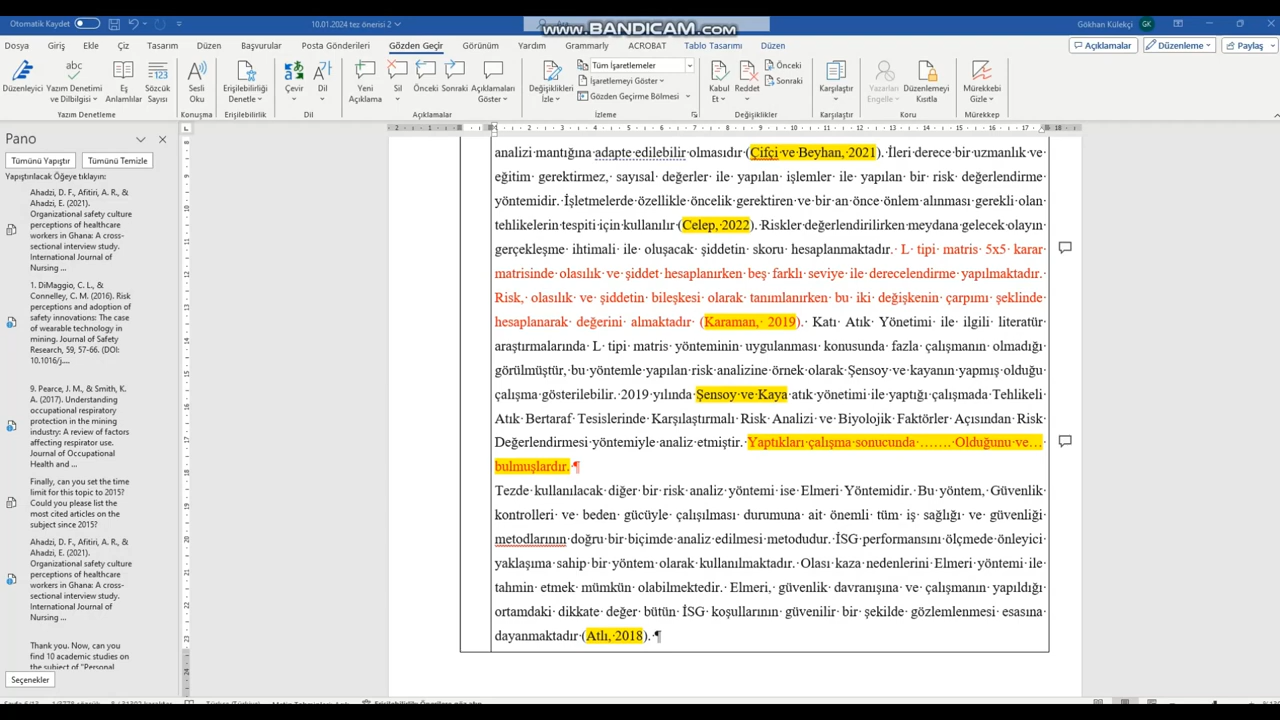 Otomatik Kaydet
10.01.2024 tez önerisi 2
Ara
www.BANDICAM.com
Gökhan Külekçi GK
Dosya Giriş Ekle Çiz Tasarım Düzen Başvurular Posta Gönderileri Gözden Geçir Görünüm Yardım Grammarly ACROBAT Tablo Tasarımı Düzen Açıklamalar Düzenleme Paylaş
Düzenleyici
Yazım Denetimi ve Dilbilgisi
Eş Anlamlılar
Sözcük Sayısı
Sesli Oku
Erişilebilirliği Denetle
Çevir
Dil
Yeni Açıklama
Sil
Önceki
Sonraki
Açıklamaları Göster
Değişiklikleri İzle
Tüm İşaretlemeler
İşaretlemeyi Göster
Gözden Geçirme Bölmesi
Kabul Et
Reddet
Önceki
Sonraki
Karşılaştır
Yazarları Engelle
Düzenlemeyi Kısıtla
Mürekkebi Gizle
Yazım Denetleme Erişilebilirlik Dil Açıklamalar İzleme Değişiklikler Karşılaştır Koru Mürekkep
2 1 1 2 3 4 5 6 7 8 9 10 11 12 13 14 15 16 17 18
Pano
Tümünü Yapıştır Tümünü Temizle
Yapıştırılacak Öğeye tıklayın:
Ahadzi, D. F., Afitiri, A. R., &
Ahadzi, E. (2021).
Organizational safety culture
perceptions of healthcare
workers in Ghana: A cross-
sectional interview study.
International Journal of
Nursing ...
1. DiMaggio, C. L., &
Connelley, C. M. (2016). Risk
perceptions and adoption of
safety innovations: The case
of wearable technology in
mining. Journal of Safety
Research, 59, 57-66. (DOI:
10.1016/j....
9. Pearce, J. M., & Smith, K.
A. (2017). Understanding
occupational respiratory
protection in the mining
industry: A review of factors
affecting respirator use.
Journal of Occupational
Health and ...
Finally, can you set the time
limit for this topic to 2015?
Could you please list the
most cited articles on the
subject since 2015?
Ahadzi, D. F., Afitiri, A. R., &
Ahadzi, E. (2021).
Organizational safety culture
perceptions of healthcare
workers in Ghana: A cross-
sectional interview study.
International Journal of
Nursing ...
Thank you. Now, can you
find 10 academic studies on
the subject of "Personal
Seçenekler
analizi mantığına adapte edilebilir olmasıdır (Çifçi ve Beyhan, 2021). İleri derece bir uzmanlık ve
eğitim gerektirmez, sayısal değerler ile yapılan işlemler ile yapılan bir risk değerlendirme
yöntemidir. İşletmelerde özellikle öncelik gerektiren ve bir an önce önlem alınması gerekli olan
tehlikelerin tespiti için kullanılır (Celep, 2022). Riskler değerlendirilirken meydana gelecek olayın
gerçekleşme ihtimali ile oluşacak şiddetin skoru hesaplanmaktadır. L tipi matris 5x5 karar
matrisinde olasılık ve şiddet hesaplanırken beş farklı seviye ile derecelendirme yapılmaktadır.
Risk, olasılık ve şiddetin bileşkesi olarak tanımlanırken bu iki değişkenin çarpımı şeklinde
hesaplanarak değerini almaktadır (Karaman, 2019). Katı Atık Yönetimi ile ilgili literatür
araştırmalarında L tipi matris yönteminin uygulanması konusunda fazla çalışmanın olmadığı
görülmüştür, bu yöntemle yapılan risk analizine örnek olarak Şensoy ve kayanın yapmış olduğu
çalışma gösterilebilir. 2019 yılında Şensoy ve Kaya atık yönetimi ile yaptığı çalışmada Tehlikeli
Atık Bertaraf Tesislerinde Karşılaştırmalı Risk Analizi ve Biyolojik Faktörler Açısından Risk
Değerlendirmesi yöntemiyle analiz etmiştir. Yaptıkları çalışma sonucunda ……. Olduğunu ve…
bulmuşlardır. ¶
Tezde kullanılacak diğer bir risk analiz yöntemi ise Elmeri Yöntemidir. Bu yöntem, Güvenlik
kontrolleri ve beden gücüyle çalışılması durumuna ait önemli tüm iş sağlığı ve güvenliği
metodlarının doğru bir biçimde analiz edilmesi metodudur. İSG performansını ölçmede önleyici
yaklaşıma sahip bir yöntem olarak kullanılmaktadır. Olası kaza nedenlerini Elmeri yöntemi ile
tahmin etmek mümkün olabilmektedir. Elmeri, güvenlik davranışına ve çalışmanın yapıldığı
ortamdaki dikkate değer bütün İSG koşullarının güvenilir bir şekilde gözlemlenmesi esasına
dayanmaktadır (Atlı, 2018). ¶